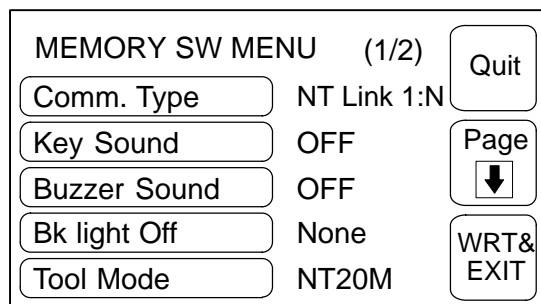 MEMORY SW MENU (1/2)
Quit
Comm. Type NT Link 1:N
Key Sound OFF
Page
Buzzer Sound OFF
Bk light Off None
WRT&
EXIT
Tool Mode NT20M